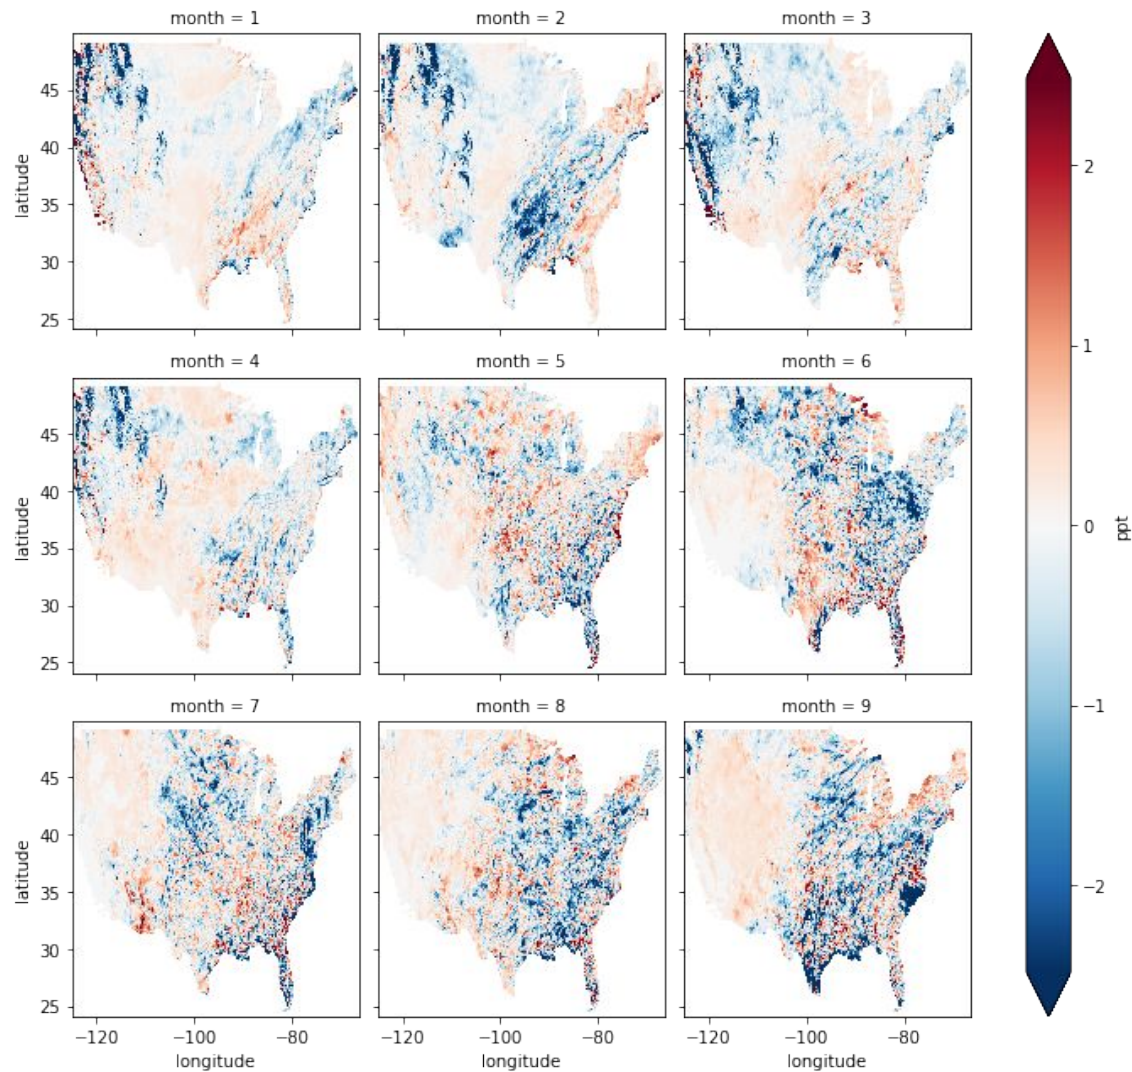 month = 1
month = 2
month = 3
45
40
35
30
25
latitude
month = 4
month = 5
month = 6
45
40
35
30
25
latitude
month = 7
month = 8
month = 9
45
40
35
30
25
latitude
−120
−100
−80
longitude
−120
−100
−80
longitude
−120
−100
−80
longitude
2
1
0
−1
−2
ppt